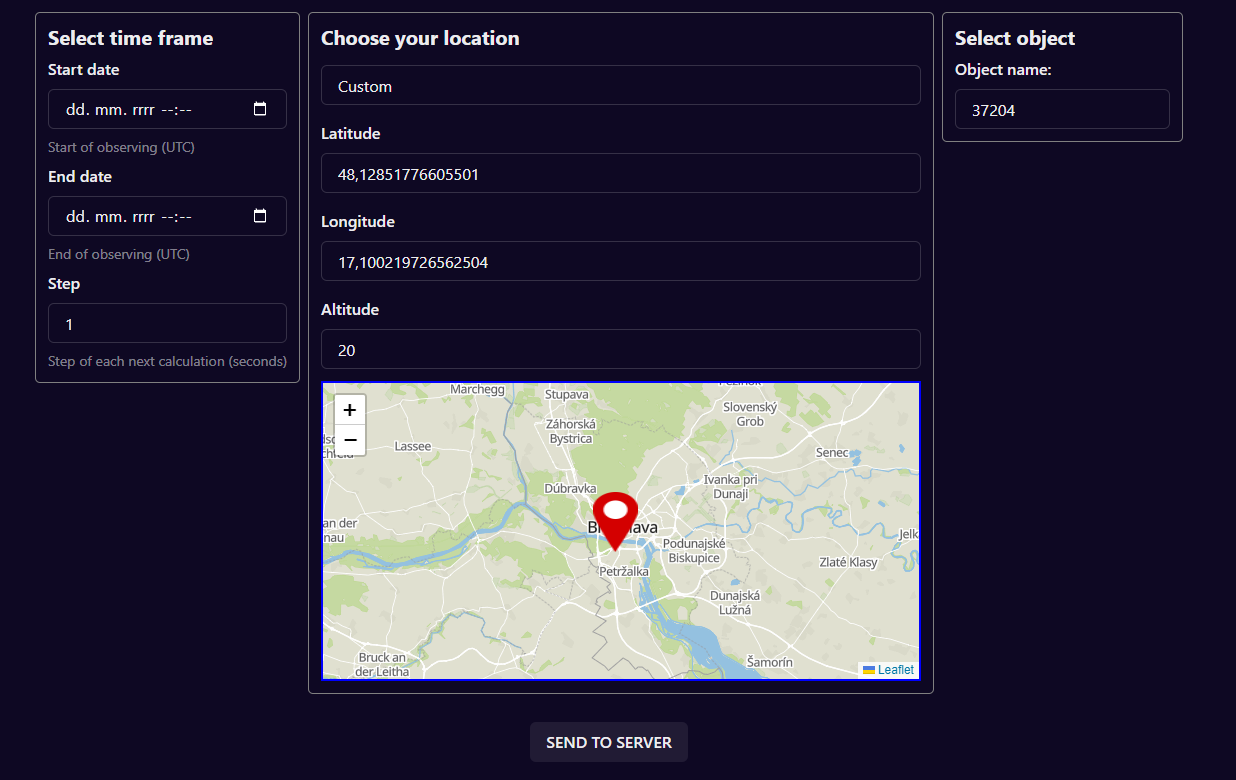 Select time frame
Start date
dd. mm. rrrr --:--
Start of observing (UTC)
End date
dd. mm. rrrr --:--
End of observing (UTC)
Step
1
Step of each next calculation (seconds)
Choose your location
Custom
Latitude
48,12851776605501
Longitude
17,100219726562504
Altitude
20
+
−
Marchegg
Stupava
Slovenský
Grob
Záhorská
Bystrica
Lassee
Senec
Dúbravka
Ivanka pri
Dunaji
an der
nau
Podunajské
Biskupice
Jelk
Zlaté Klasy
Petržalka
Dunajská
Lužná
Bruck an
der Leitha
Šamorín
Leaflet
Select object
Object name:
37204
SEND TO SERVER